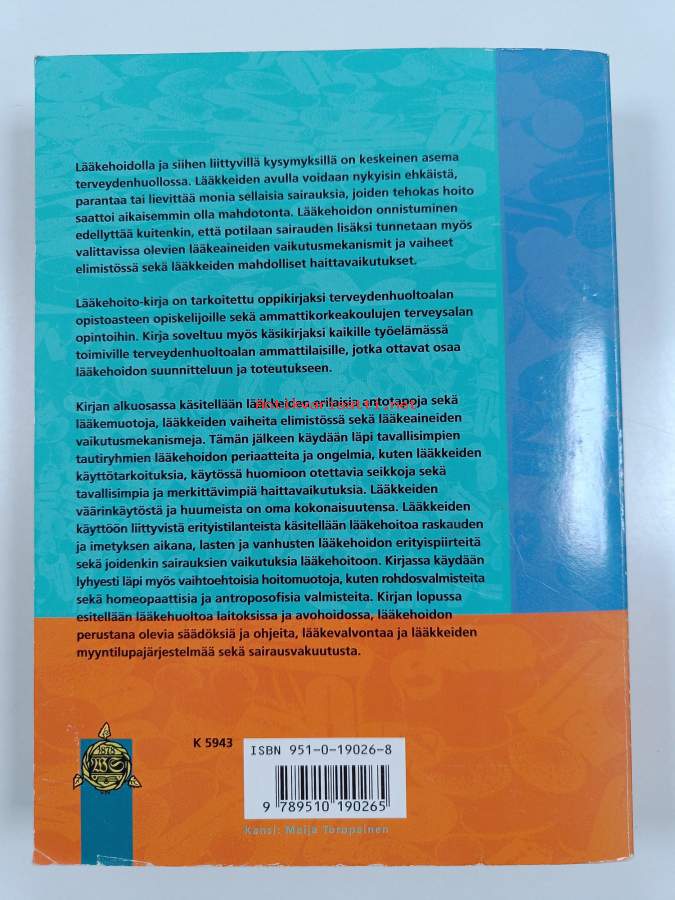 Lääkehoidolla ja siihen liittyvillä kysymyksillä on keskeinen asema
terveydenhuollossa. Lääkkeiden avulla voidaan nykyisin ehkäistä,
parantaa tai lievittää monia sellaisia sairauksia, joiden tehokas hoito
saattoi aikaisemmin olla mahdotonta. Lääkehoidon onnistuminen
edellyttää kuitenkin, että potilaan sairauden lisäksi tunnetaan myös
valittavissa olevien lääkeaineiden vaikutusmekanismit ja vaiheet
elimistössä sekä lääkkeiden mahdolliset haittavaikutukset.
Lääkehoito-kirja on tarkoitettu oppikirjaksi terveydenhuoltoalan
opistoasteen opiskelijoille sekä ammattikorkeakoulujen terveysalan
opintoihin. Kirja soveltuu myös käsikirjaksi kaikille työelämässä
toimiville terveydenhuoltoalan ammattilaisille, jotka ottavat osaa
lääkehoidon suunnitteluun ja toteutukseen.
antikvariaatti.net
Kirjan alkuosassa käsitellään lääkkeiden erilaisia antotapoja sekä
lääkemuotoja, lääkkeiden vaiheita elimistössä sekä lääkeaineiden
vaikutusmekanismeja. Tämän jälkeen käydään läpi tavallisimpien
tautiryhmien lääkehoidon periaatteita ja ongelmia, kuten lääkkeiden
käyttötarkoituksia, käytössä huomioon otettavia seikkoja sekä
tavallisimpia ja merkittävimpiä haittavaikutuksia. Lääkkeiden
väärinkäytöstä ja huumeista on oma kokonaisuutensa. Lääkkeiden
käyttöön liittyvistä erityistilanteista käsitellään lääkehoitoa raskauden
ja imetyksen aikana, lasten ja vanhusten lääkehoidon erityispiirteitä
sekä joidenkin sairauksien vaikutuksia lääkehoitoon. Kirjassa käydään
lyhyesti läpi myös vaihtoehtoisia hoitomuotoja, kuten rohdosvalmisteita
sekä homeopaattisia ja antroposofisia valmisteita. Kirjan lopussa
esitellään lääkehuoltoa laitoksissa ja avohoidossa, lääkehoidon
perustana olevia säädöksiä ja ohjeita, lääkevalvontaa ja lääkkeiden
myyntilupajärjestelmää sekä sairausvakuutusta.
1878
WS
K 5943
ISBN 951-0-19026-8
9 789510 190265
Kansi: Meija Toropainen